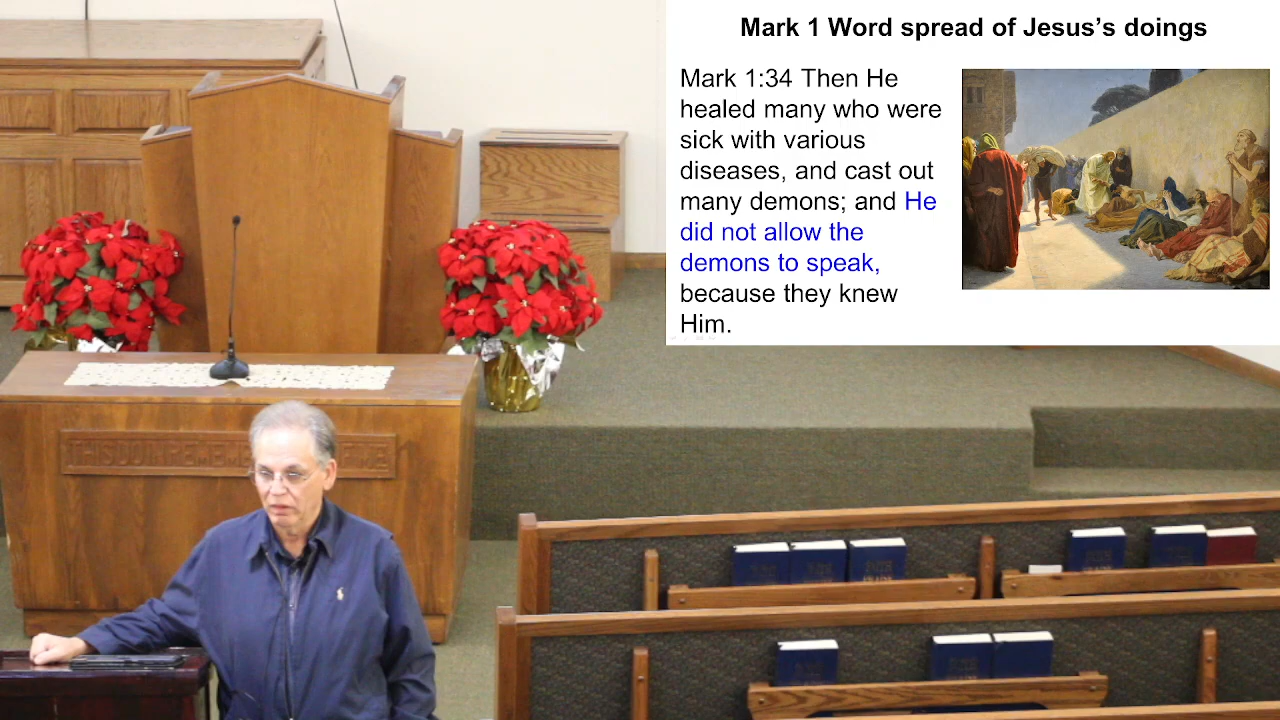 Mark 1 Word spread of Jesus’s doings
Mark 1:34 Then He
healed many who were
sick with various
diseases, and cast out
many demons; and He
did not allow the
demons to speak,
because they knew
Him.